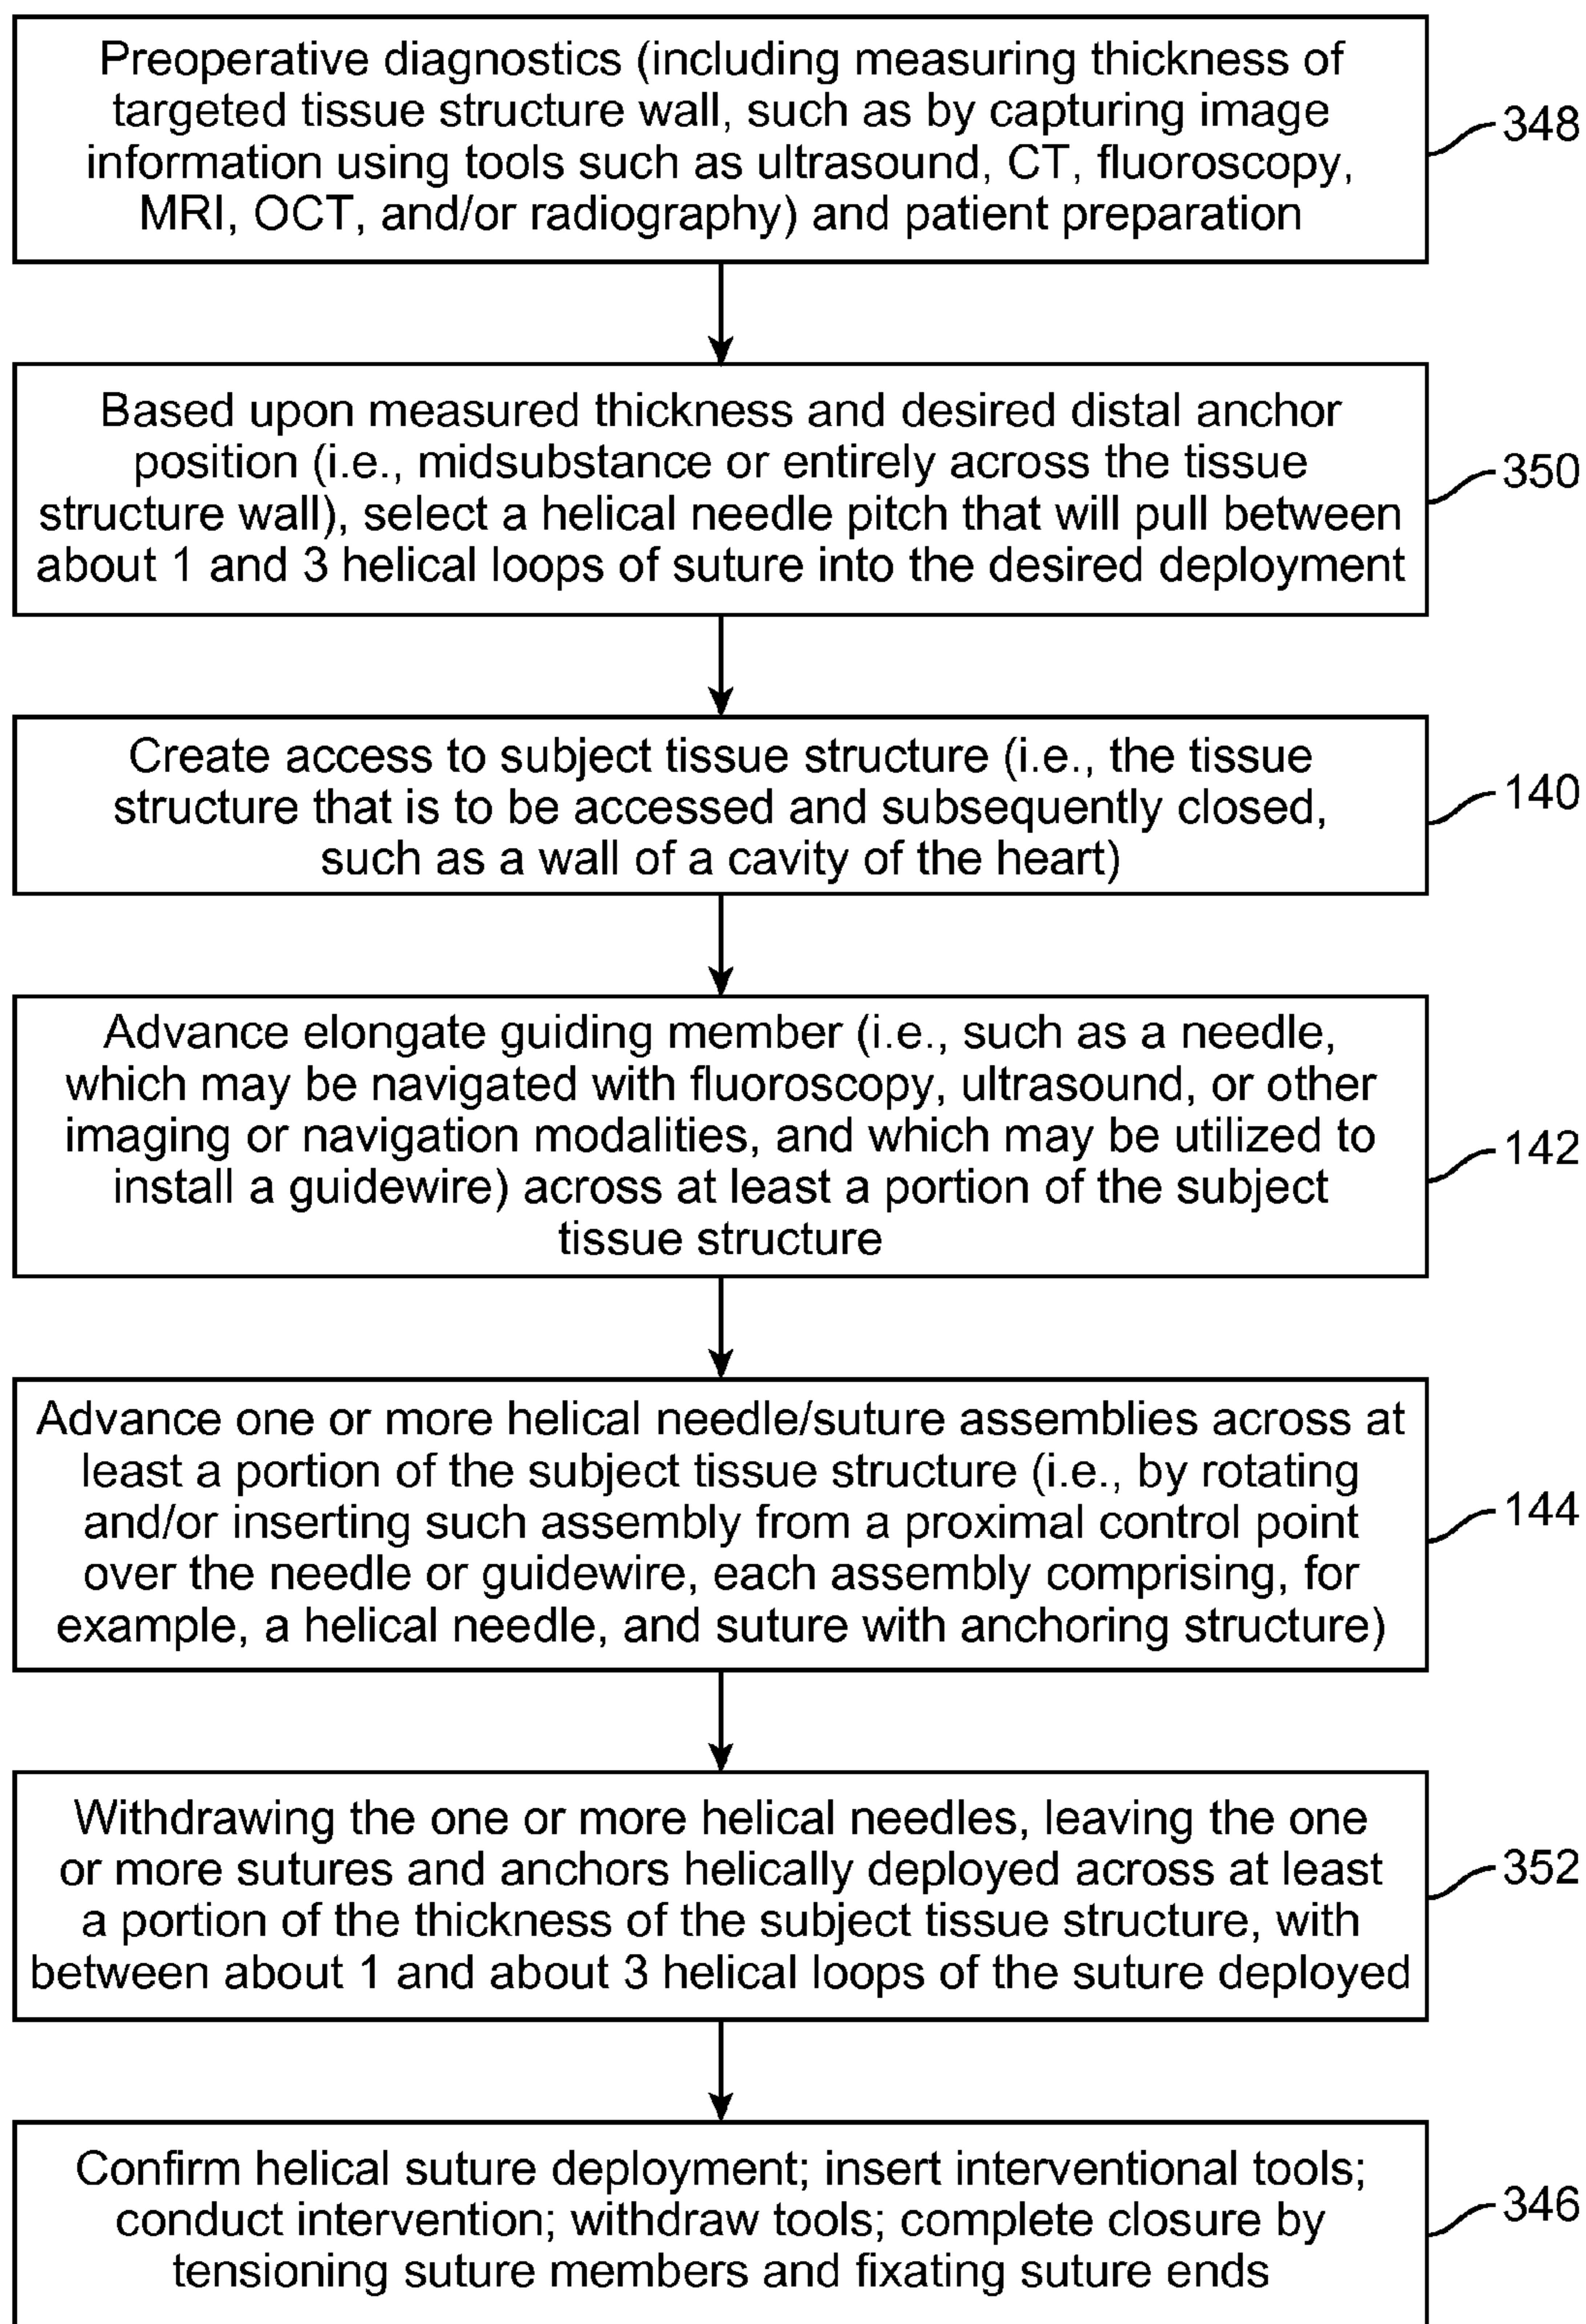 Preoperative diagnostics (including measuring thickness of
targeted tissue structure wall, such as by capturing image
information using tools such as ultrasound, CT, fluoroscopy,
MRI, OCT, and/or radiography) and patient preparation
348
Based upon measured thickness and desired distal anchor
position (i.e., midsubstance or entirely across the tissue
structure wall), select a helical needle pitch that will pull between
about 1 and 3 helical loops of suture into the desired deployment
350
Create access to subject tissue structure (i.e., the tissue
structure that is to be accessed and subsequently closed,
such as a wall of a cavity of the heart)
140
Advance elongate guiding member (i.e., such as a needle,
which may be navigated with fluoroscopy, ultrasound, or other
imaging or navigation modalities, and which may be utilized to
install a guidewire) across at least a portion of the subject
tissue structure
142
Advance one or more helical needle/suture assemblies across at
least a portion of the subject tissue structure (i.e., by rotating
and/or inserting such assembly from a proximal control point
over the needle or guidewire, each assembly comprising, for
example, a helical needle, and suture with anchoring structure)
144
Withdrawing the one or more helical needles, leaving the one
or more sutures and anchors helically deployed across at least
a portion of the thickness of the subject tissue structure, with
between about 1 and about 3 helical loops of the suture deployed
352
Confirm helical suture deployment; insert interventional tools;
conduct intervention; withdraw tools; complete closure by
tensioning suture members and fixating suture ends
346